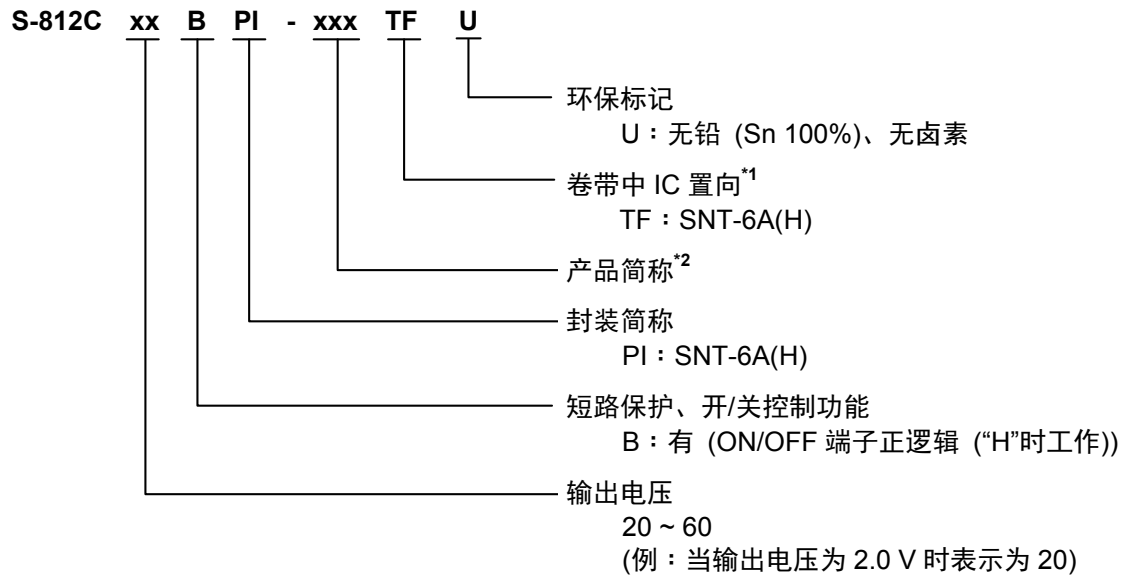 S-812C xx B PI - xxx TF U
环保标记
U：无铅 (Sn 100%)、无卤素
卷带中 IC 置向*1
TF：SNT-6A(H)
产品简称*2
封装简称
PI：SNT-6A(H)
短路保护、开/关控制功能
B：有 (ON/OFF 端子正逻辑 (“H”时工作))
输出电压
20 ~ 60
(例：当输出电压为 2.0 V 时表示为 20)